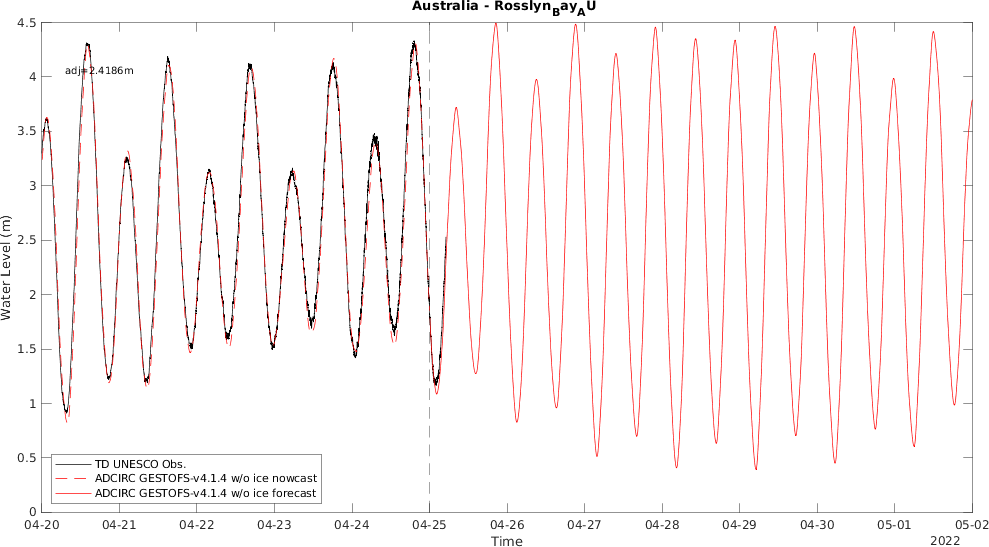 Australia - Rosslyn_Bay_AU
4.5
4
adj=2.4186m
3.5
3
2.5
2
1.5
1
0.5
0
Water Level (m)
TD UNESCO Obs.
ADCIRC GESTOFS-v4.1.4 w/o ice nowcast
ADCIRC GESTOFS-v4.1.4 w/o ice forecast
04-20 04-21 04-22 04-23 04-24 04-25 04-26 04-27 04-28 04-29 04-30 05-01 05-02
Time
2022